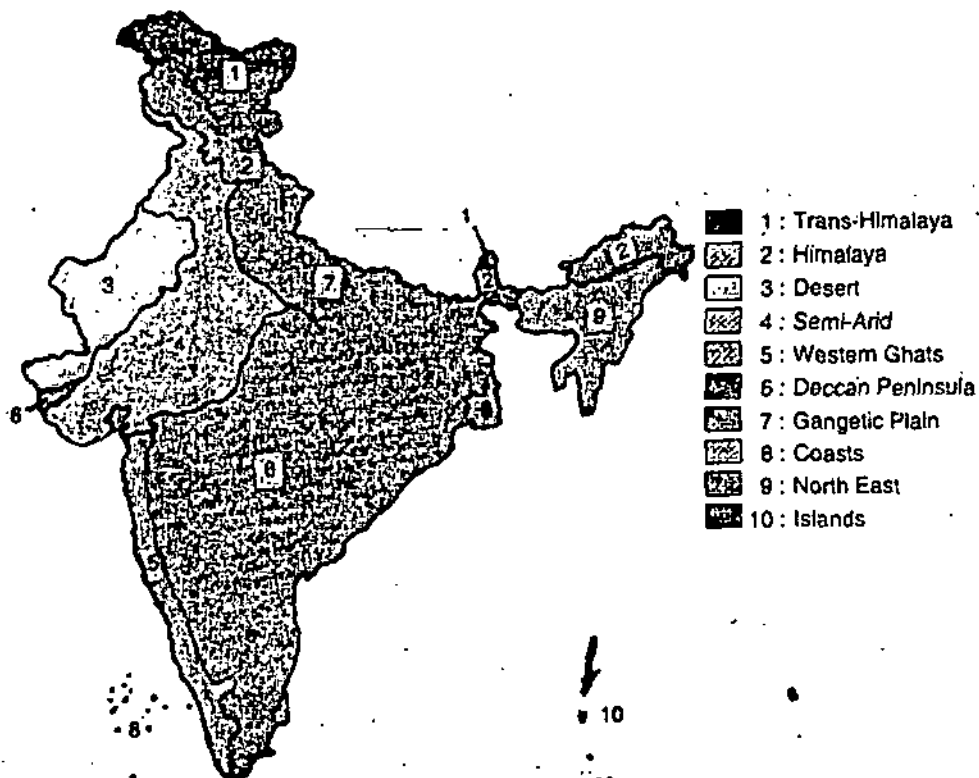 1
2
1
2
2
3
7
9
4
8
6
6
5
8
10
1 : Trans-Himalaya
2 : Himalaya
3 : Desert
4 : Semi-Arid
5 : Western Ghats
6 : Deccan Peninsula
7 : Gangetic Plain
8 : Coasts
9 : North East
10 : Islands